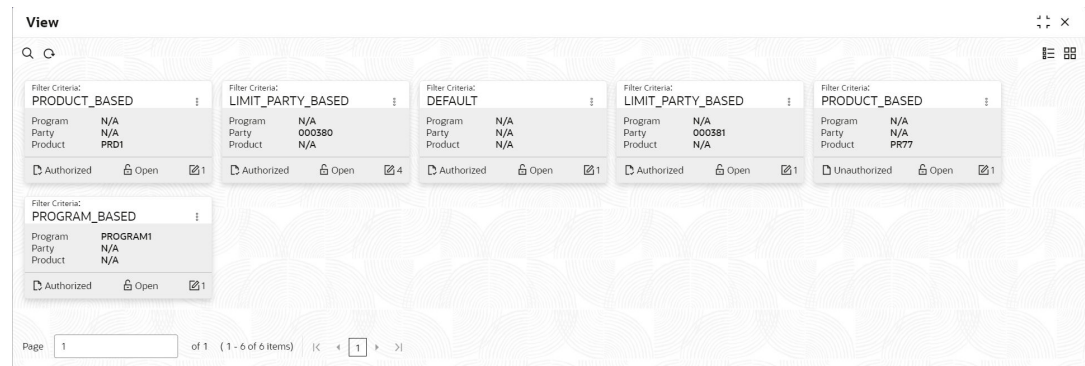 View
Filter Criteria:
PRODUCT_BASED
Program N/A
Party N/A
Product PRD1
Authorized Open 1
Filter Criteria:
LIMIT_PARTY_BASED
Program N/A
Party 000380
Product N/A
Authorized Open 4
Filter Criteria:
DEFAULT
Program N/A
Party N/A
Product N/A
Authorized Open 1
Filter Criteria:
LIMIT_PARTY_BASED
Program N/A
Party 000381
Product N/A
Authorized Open 1
Filter Criteria:
PRODUCT_BASED
Program N/A
Party N/A
Product PR77
Unauthorized Open 1
Filter Criteria:
PROGRAM_BASED
Program PROGRAM1
Party N/A
Product N/A
Authorized Open 1
Page 1 of 1 (1 - 6 of 6 items) 1